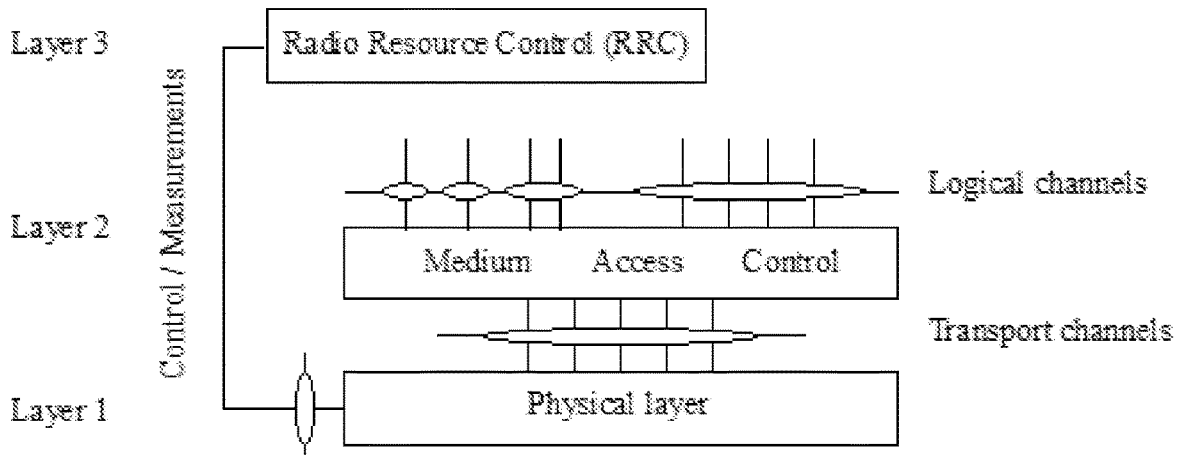 Layer 3
Radio Resource Control (RRC)
Control / Measurements
Logical channels
Layer 2
Medium Access Control
Transport channels
Layer 1
Physical layer